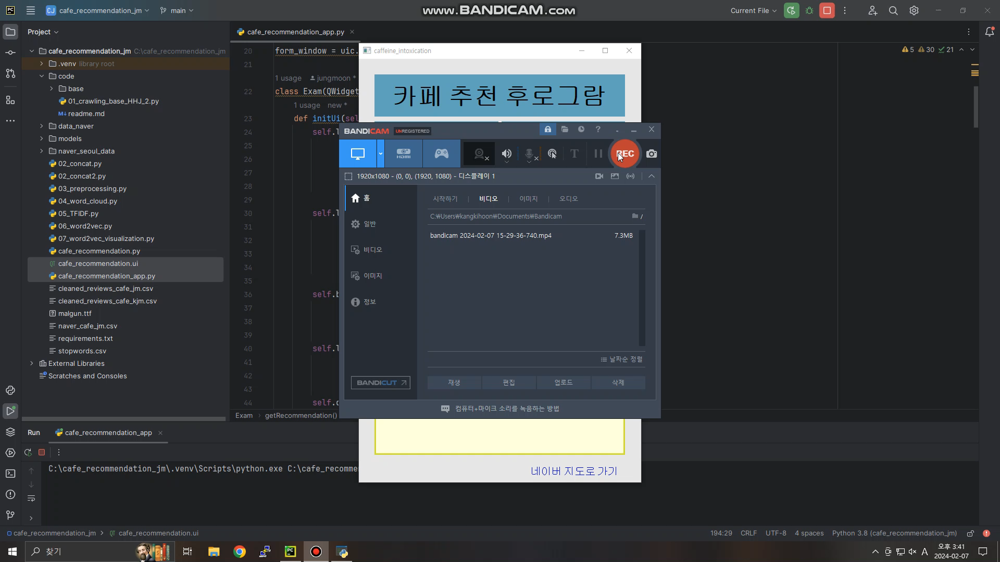 CJ cafe_recommendation_jm main
www.BANDICAM.com
Current File
Project
cafe_recommendation_app.py
cafe_recommendation_jm C:\cafe_recommendation_jm
.venv library root
code
base
01_crawling_base_HHJ_2.py
readme.md
data_naver
models
naver_seoul_data
02_concat.py
02_concat2.py
03_preprocessing.py
04_word_cloud.py
05_TFIDF.py
06_word2vec.py
07_word2vec_visualization.py
cafe_recommendation.py
cafe_recommendation.ui
cafe_recommendation_app.py
cleaned_reviews_cafe_jm.csv
cleaned_reviews_cafe_kjm.csv
malgun.ttf
naver_cafe_jm.csv
requirements.txt
stopwords.csv
External Libraries
Scratches and Consoles
20 form_window = uic.
21
1 usage jungmoon *
22 class Exam(QWidget
1 usage new *
23 def initUi(sel
24 self.l
25
26
27
28
29
30 self.l
31
32
33
34
35
36 self.b
37
38
39
40 self.l
41
42
43
44 self.c
Exam getRecommendation()
5 30 21
caffeine_intoxication
카페 추천 후로그람
BANDICAM UNREGISTERED
HDMI
REC
1920x1080 - (0, 0), (1920, 1080) - 디스플레이 1
홈
일반
비디오
이미지
정보
BANDICUT
시작하기 | 비디오 | 이미지 | 오디오
C:₩Users₩kangkihoon₩Documents₩Bandicam
bandicam 2024-02-07 15-29-36-740.mp4 7.3MB
날짜순 정렬
재생 편집 업로드 삭제
컴퓨터+마이크 소리를 녹음하는 방법
네이버 지도로 가기
Run cafe_recommendation_app
C:\cafe_recommendation_jm\.venv\Scripts\python.exe C:\cafe_recomme
cafe_recommendation_jm > cafe_recommendation.ui
194:29 CRLF UTF-8 4 spaces Python 3.8 (cafe_recommendation_jm)
찾기
A
오후 3:41
2024-02-07